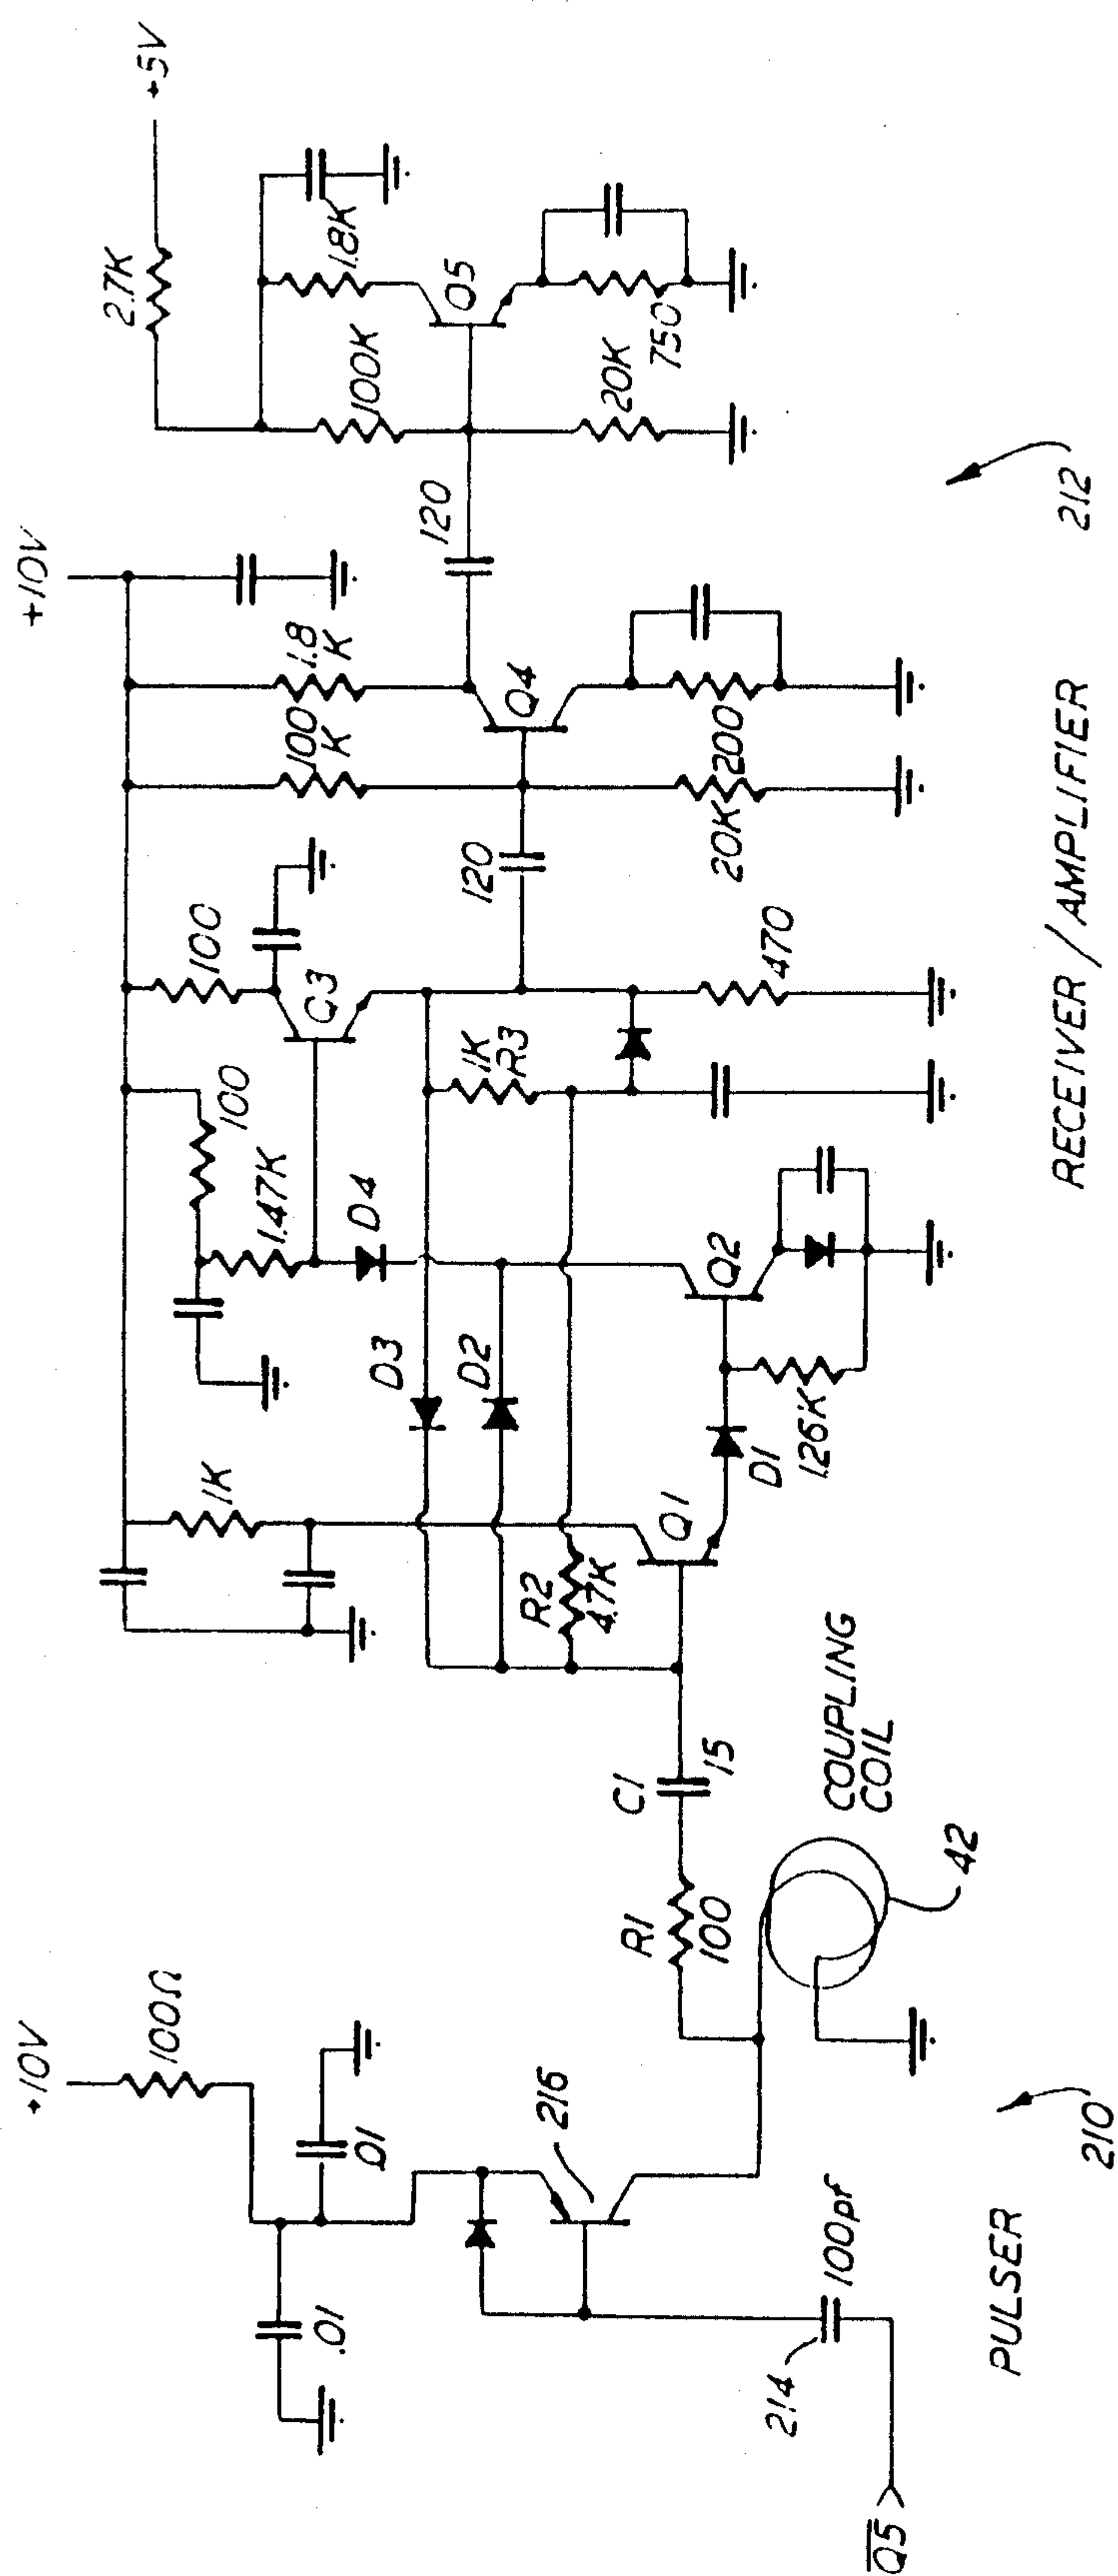 +10V
100Ω
.01
.01
216
214
100pf
Q5
PULSER
210
R1
100
C1
15
COUPLING
COIL
42
1K
R2
4.7K
Q1
D1
1.26K
D3
D2
D4
1.47K
100
Q2
1K
R3
Q3
100
470
120
100
K
1.8
K
Q4
20K
200
+10V
120
100K
20K
1.8K
Q5
750
2.7K
+5V
RECEIVER / AMPLIFIER
212